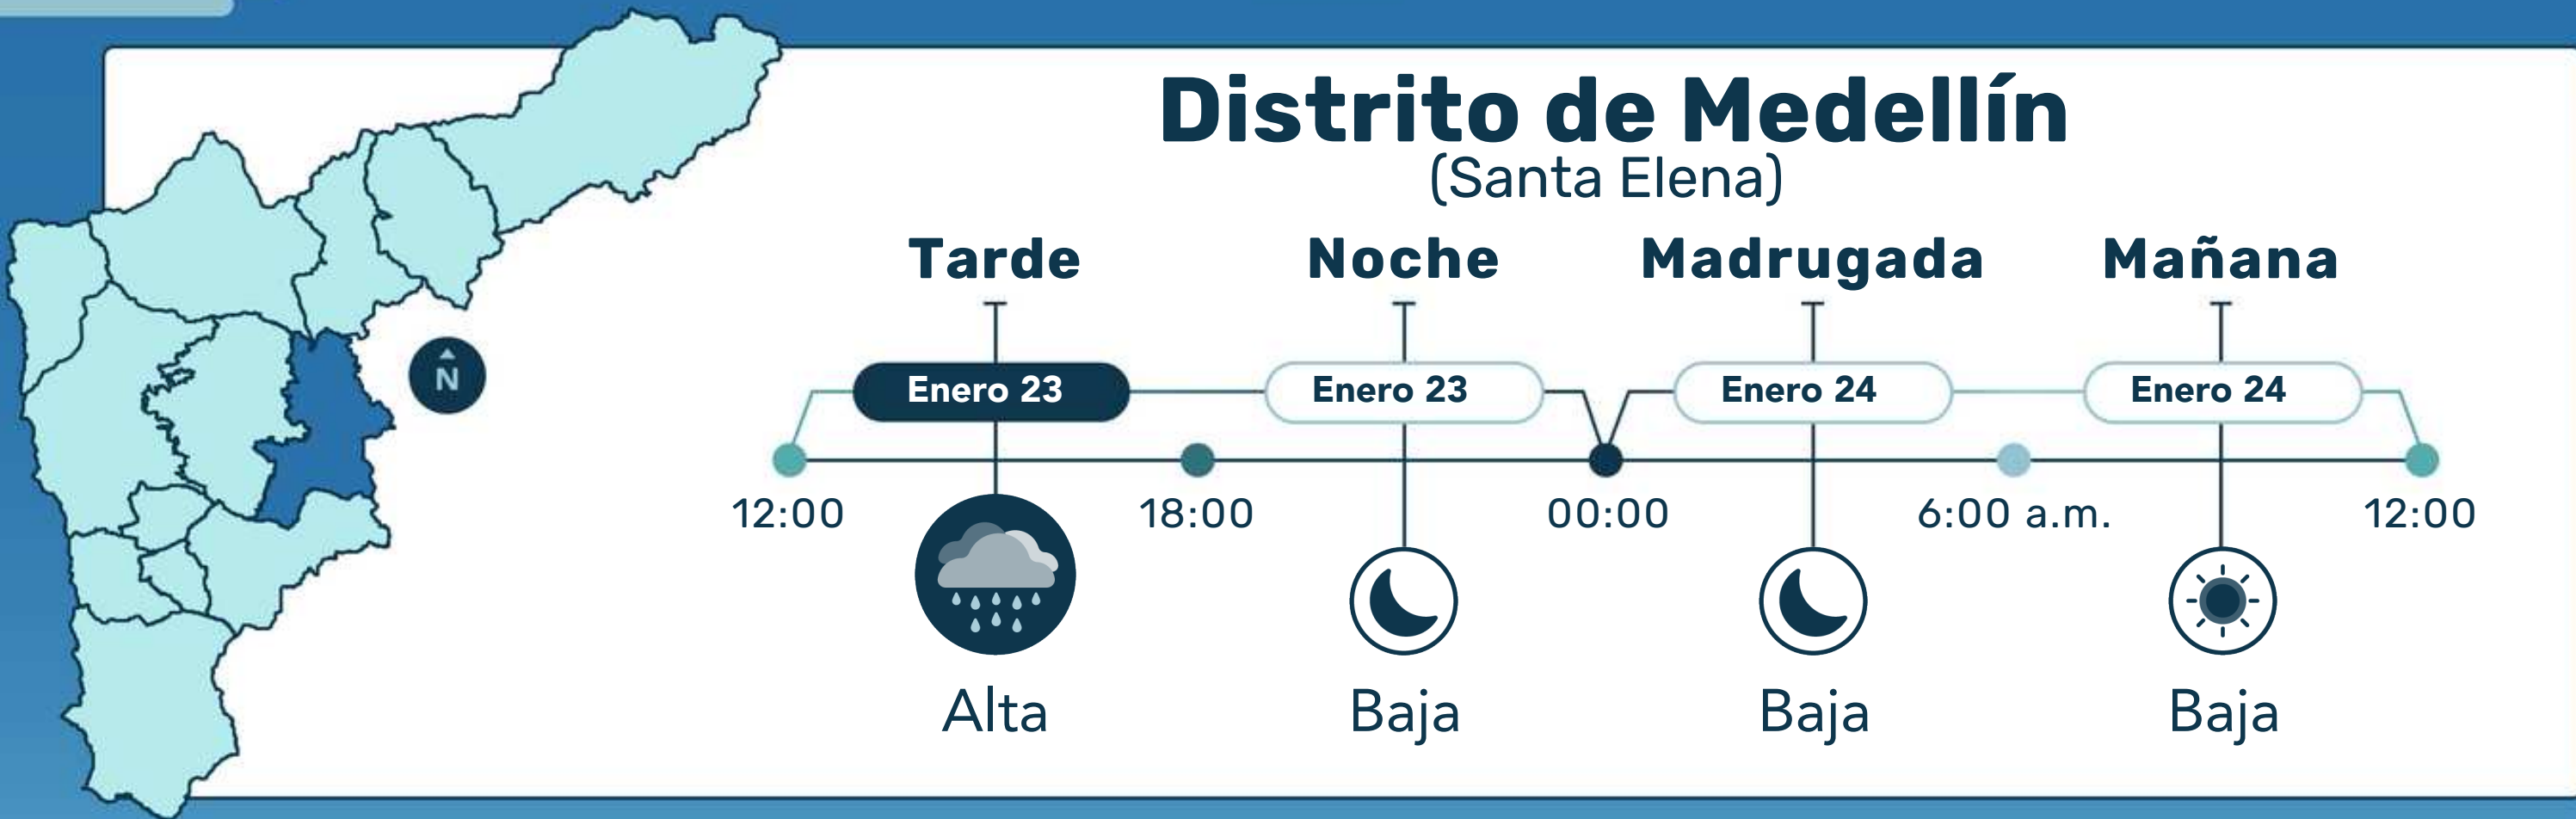 Distrito de Medellín
(Santa Elena)
Tarde Noche Madrugada Mañana
N
Enero 23 Enero 23 Enero 24 Enero 24
12:00 18:00 00:00 6:00 a.m. 12:00
Alta Baja Baja Baja